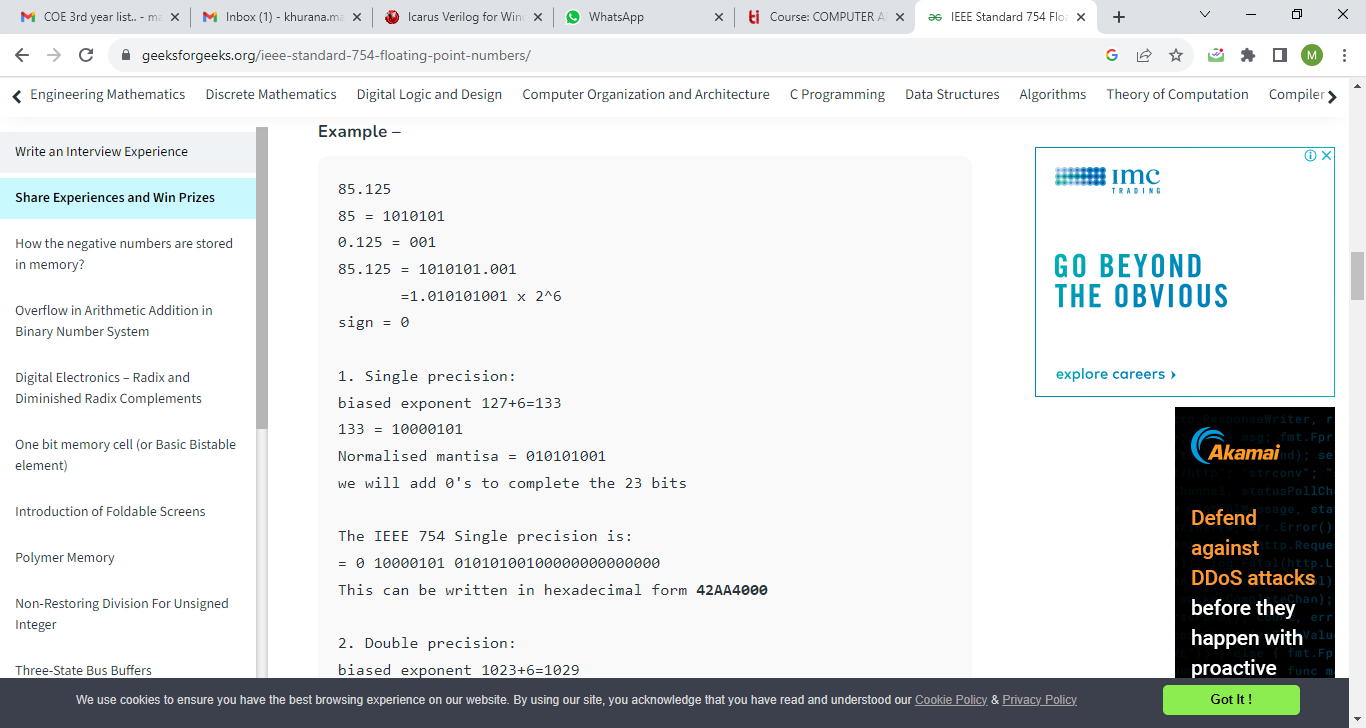 COE 3rd year list.. - ma
Inbox (1) - khurana.ma
Icarus Verilog for Win
WhatsApp
Course: COMPUTER A
IEEE Standard 754 Floa
geeksforgeeks.org/ieee-standard-754-floating-point-numbers/
M
Engineering Mathematics
Discrete Mathematics
Digital Logic and Design
Computer Organization and Architecture
C Programming
Data Structures
Algorithms
Theory of Computation
Compiler
Write an Interview Experience
Share Experiences and Win Prizes
How the negative numbers are stored
in memory?
Overflow in Arithmetic Addition in
Binary Number System
Digital Electronics – Radix and
Diminished Radix Complements
One bit memory cell (or Basic Bistable
element)
Introduction of Foldable Screens
Polymer Memory
Non-Restoring Division For Unsigned
Integer
Three-State Bus Buffers
Example –
85.125
85 = 1010101
0.125 = 001
85.125 = 1010101.001
=1.010101001 x 2^6
sign = 0
1. Single precision:
biased exponent 127+6=133
133 = 10000101
Normalised mantisa = 010101001
we will add 0's to complete the 23 bits
The IEEE 754 Single precision is:
= 0 10000101 01010100100000000000000
This can be written in hexadecimal form 42AA4000
2. Double precision:
biased exponent 1023+6=1029
imc
TRADING
GO BEYOND
THE OBVIOUS
explore careers ›
Akamai
Defend
against
DDoS attacks
before they
happen with
proactive
We use cookies to ensure you have the best browsing experience on our website. By using our site, you acknowledge that you have read and understood our Cookie Policy & Privacy Policy
Got It !